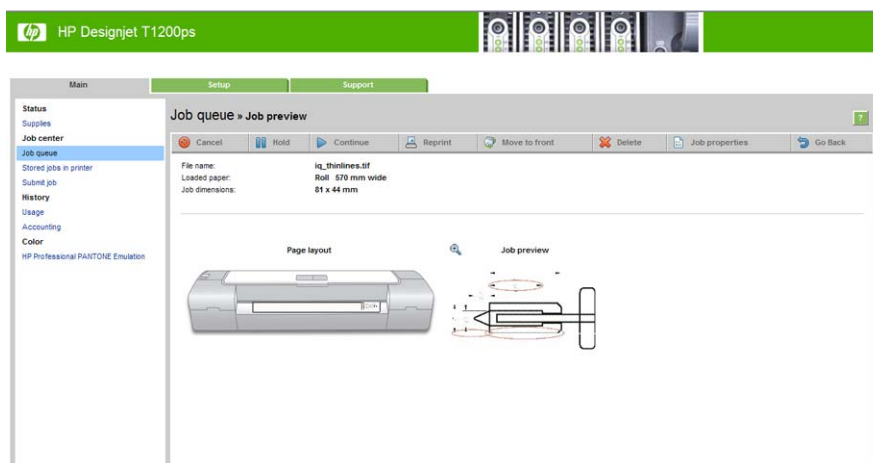 hp HP Designjet T1200ps
Main Setup Support
Status
Supplies
Job center
Job queue
Stored jobs in printer
Submit job
History
Usage
Accounting
Color
HP Professional PANTONE Emulation
Job queue » Job preview
?
Cancel Hold Continue Reprint Move to front Delete Job properties Go Back
File name: iq_thinlines.tif
Loaded paper: Roll 570 mm wide
Job dimensions: 81 x 44 mm
Page layout Job preview